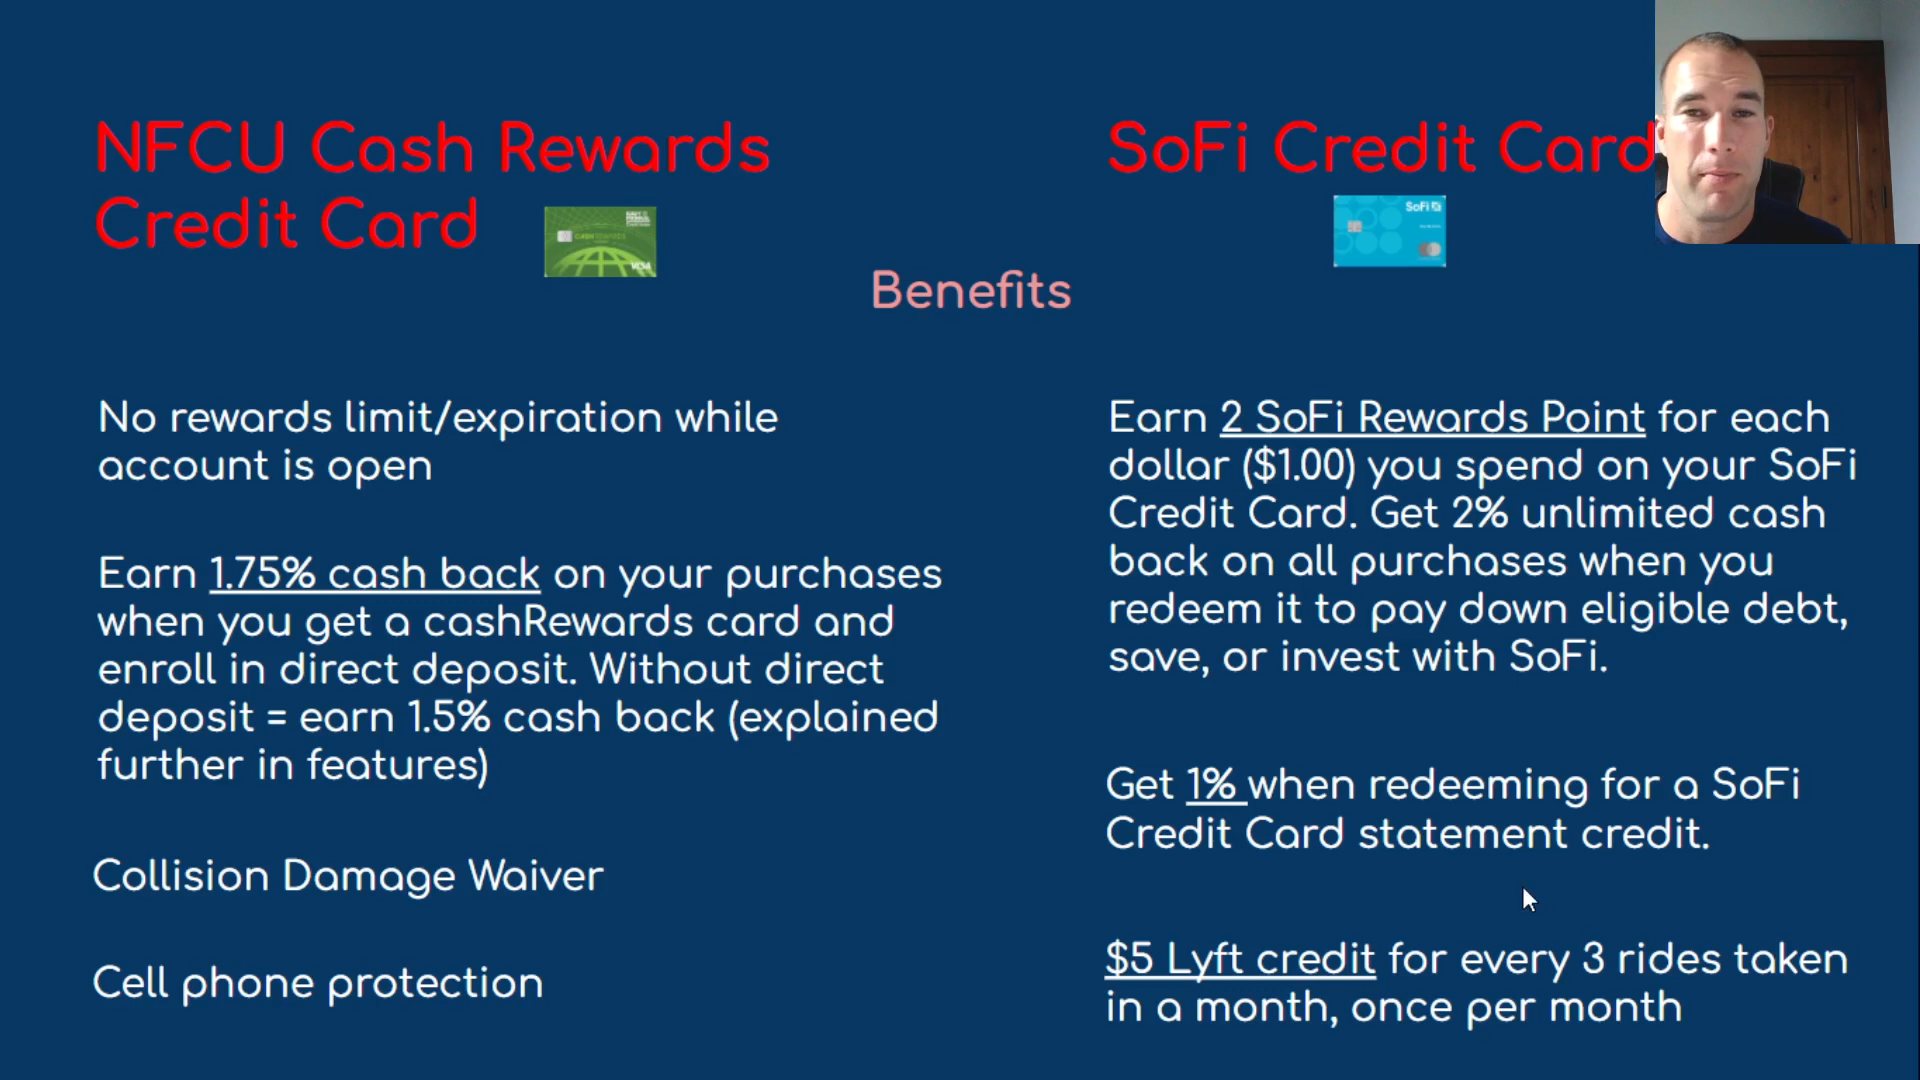 NFCU Cash Rewards
Credit Card
CASH REWARDS
VISA
SoFi Credit Card
SoFi
Benefits
No rewards limit/expiration while
account is open
Earn 1.75% cash back on your purchases
when you get a cashRewards card and
enroll in direct deposit. Without direct
deposit = earn 1.5% cash back (explained
further in features)
Collision Damage Waiver
Cell phone protection
Earn 2 SoFi Rewards Point for each
dollar ($1.00) you spend on your SoFi
Credit Card. Get 2% unlimited cash
back on all purchases when you
redeem it to pay down eligible debt,
save, or invest with SoFi.
Get 1% when redeeming for a SoFi
Credit Card statement credit.
$5 Lyft credit for every 3 rides taken
in a month, once per month